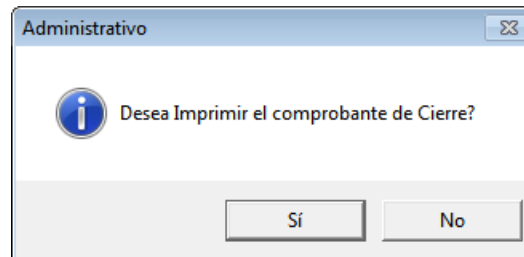 Administrativo
Desea Imprimir el comprobante de Cierre?
Sí
No